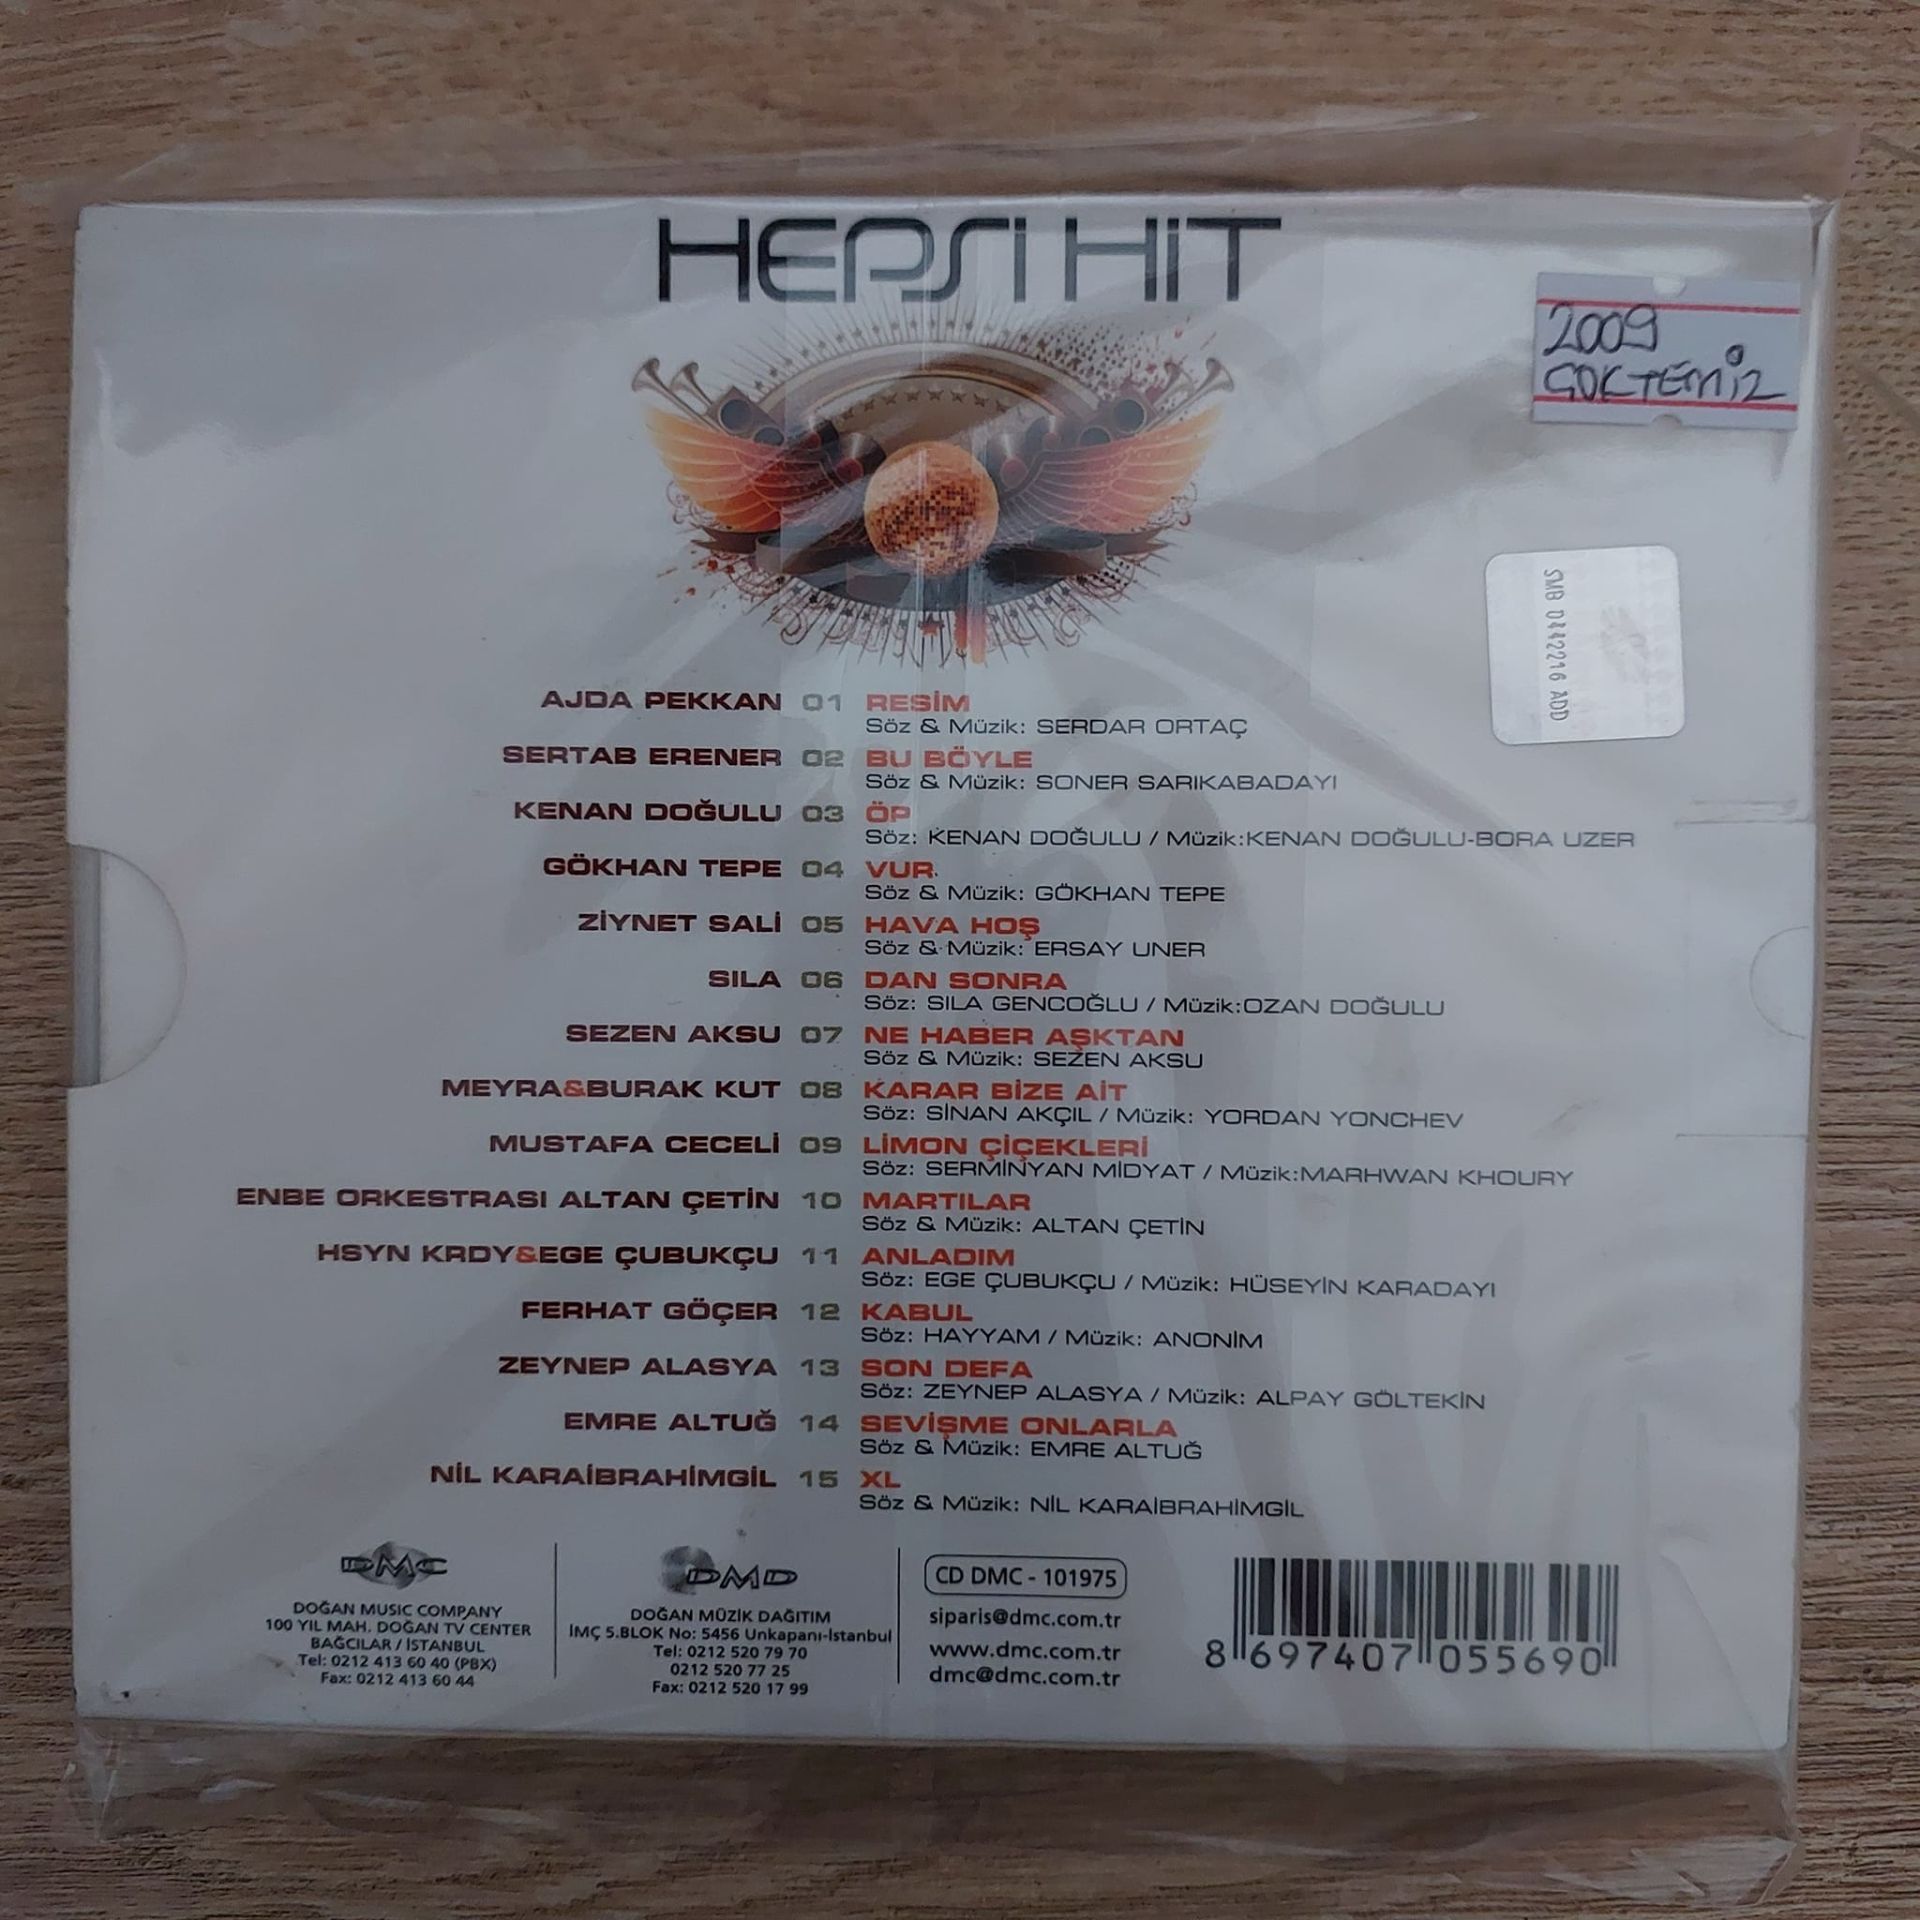 HEPSİ HİT
2009
ÇOK TEMİZ
SMB 0442216 ADD
AJDA PEKKAN 01 RESİM
Söz & Müzik: SERDAR ORTAÇ
SERTAB ERENER 02 BU BÖYLE
Söz & Müzik: SONER SARIKABADAYI
KENAN DOĞULU 03 ÖP
Söz: KENAN DOĞULU / Müzik:KENAN DOĞULU-BORA UZER
GÖKHAN TEPE 04 VUR
Söz & Müzik: GÖKHAN TEPE
ZİYNET SALİ 05 HAVA HOŞ
Söz & Müzik: ERSAY UNER
SILA 06 DAN SONRA
Söz: SILA GENCOĞLU / Müzik:OZAN DOĞULU
SEZEN AKSU 07 NE HABER AŞKTAN
Söz & Müzik: SEZEN AKSU
MEYRA&BURAK KUT 08 KARAR BİZE AİT
Söz: SİNAN AKÇIL / Müzik: YORDAN YONCHEV
MUSTAFA CECELİ 09 LİMON ÇİÇEKLERİ
Söz: SERMİNYAN MİDYAT / Müzik:MARHWAN KHOURY
ENBE ORKESTRASI ALTAN ÇETİN 10 MARTILAR
Söz & Müzik: ALTAN ÇETİN
HSYN KRDY&EGE ÇUBUKÇU 11 ANLADIM
Söz: EGE ÇUBUKÇU / Müzik: HÜSEYİN KARADAYI
FERHAT GÖÇER 12 KABUL
Söz: HAYYAM / Müzik: ANONİM
ZEYNEP ALASYA 13 SON DEFA
Söz: ZEYNEP ALASYA / Müzik: ALPAY GÖLTEKİN
EMRE ALTUĞ 14 SEVİŞME ONLARLA
Söz & Müzik: EMRE ALTUĞ
NİL KARAİBRAHİMGİL 15 XL
Söz & Müzik: NİL KARAİBRAHİMGİL
DMC
DOĞAN MUSIC COMPANY
100 YIL MAH. DOĞAN TV CENTER
BAĞCILAR / İSTANBUL
Tel: 0212 413 60 40 (PBX)
Fax: 0212 413 60 44
DMD
DOĞAN MÜZİK DAĞITIM
İMÇ 5.BLOK No: 5456 Unkapanı-İstanbul
Tel: 0212 520 79 70
0212 520 77 25
Fax: 0212 520 17 99
CD DMC - 101975
siparis@dmc.com.tr
www.dmc.com.tr
dmc@dmc.com.tr
8 697407 055690